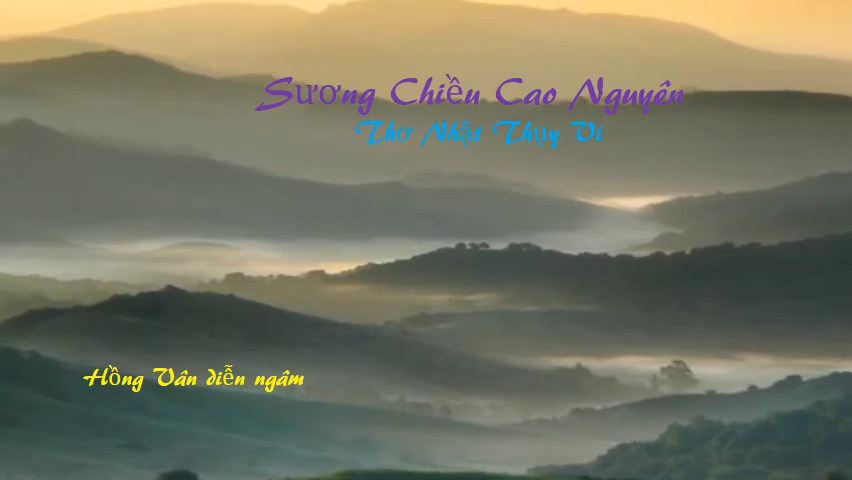 Sương Chiều Cao Nguyên
Thơ Nhật Thụy Vi
Hồng Vân diễn ngâm